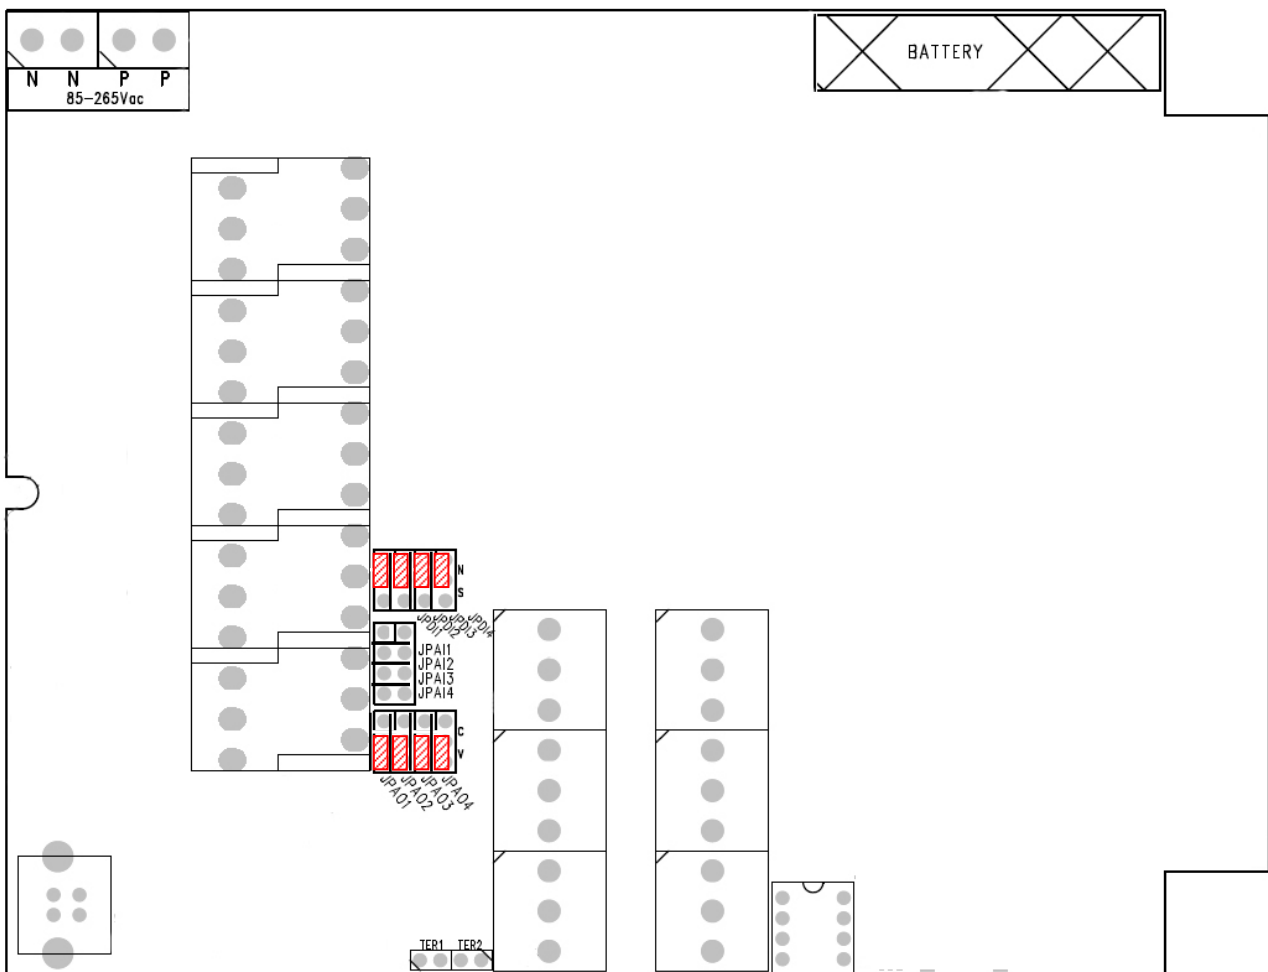 BATTERY
N N P P
85-265Vac
N
S
JPDI1 JPDI2 JPDI3 JPDI4
JPAI1
JPAI2
JPAI3
JPAI4
C
V
JPAO1 JPAO2 JPAO3 JPAO4
TER1 TER2